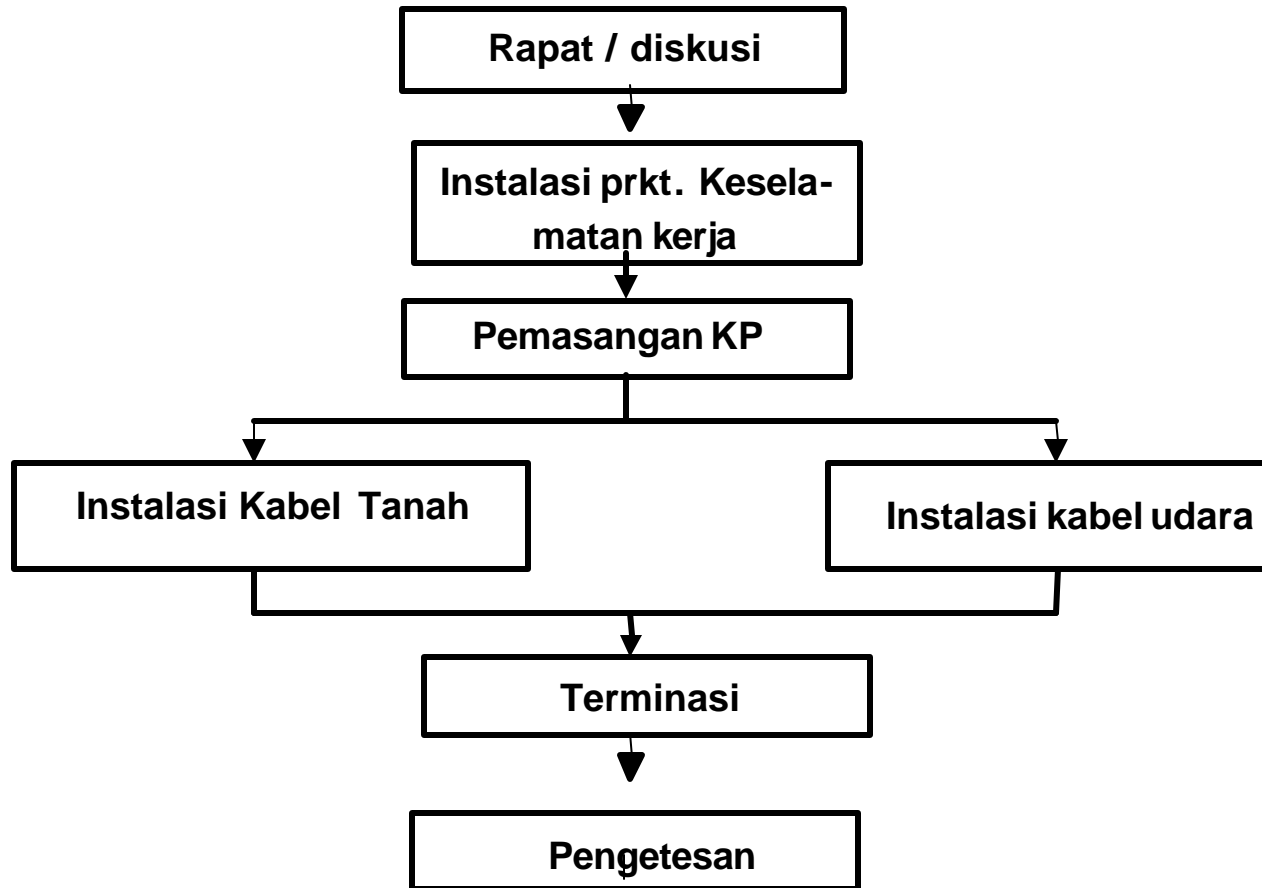 Rapat / diskusi
Instalasi prkt. Kesela-
matan kerja
Pemasangan KP
Instalasi Kabel Tanah
Instalasi kabel udara
Terminasi
Pengetesan